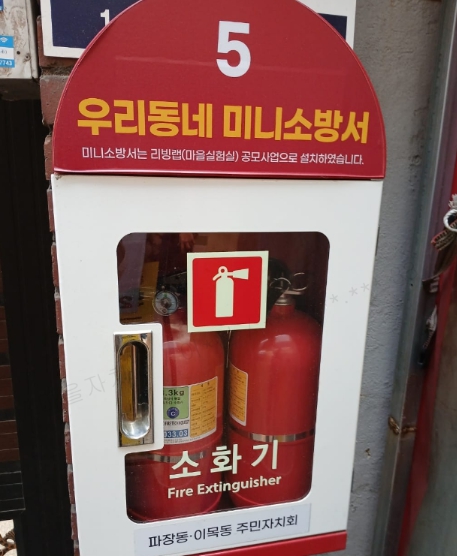 5
우리동네 미니소방서
미니소방서는 리빙랩(마을실험실) 공모사업으로 설치하였습니다.
소화기
Fire Extinguisher
파장동·이목동 주민자치회